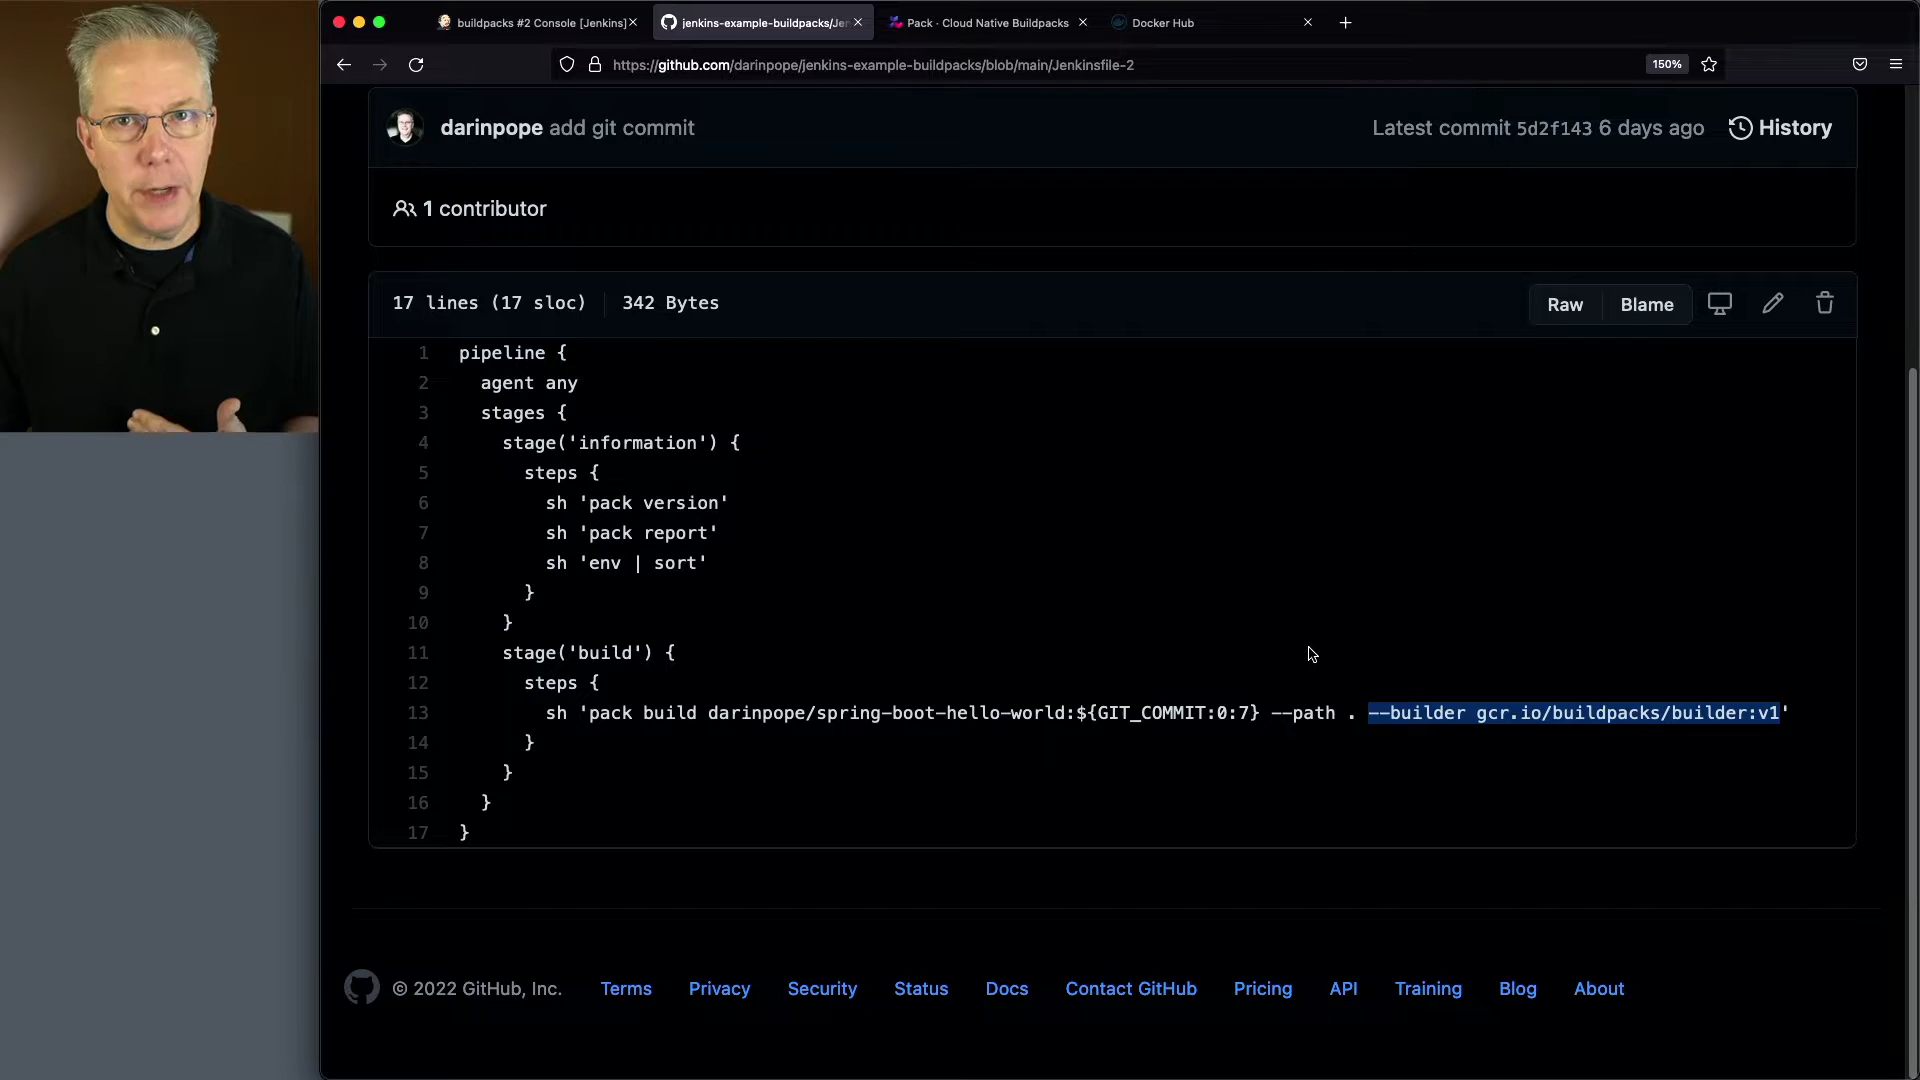 buildpacks #2 Console [Jenkins]
jenkins-example-buildpacks/Je
Pack · Cloud Native Buildpacks
Docker Hub
https://github.com/darinpope/jenkins-example-buildpacks/blob/main/Jenkinsfile-2
150%
darinpope add git commit
Latest commit 5d2f143 6 days ago
History
1 contributor
17 lines (17 sloc)
342 Bytes
Raw
Blame
1 pipeline {
2 agent any
3 stages {
4 stage('information') {
5 steps {
6 sh 'pack version'
7 sh 'pack report'
8 sh 'env | sort'
9 }
10 }
11 stage('build') {
12 steps {
13 sh 'pack build darinpope/spring-boot-hello-world:${GIT_COMMIT:0:7} --path . --builder gcr.io/buildpacks/builder:v1'
14 }
15 }
16 }
17 }
© 2022 GitHub, Inc.
Terms
Privacy
Security
Status
Docs
Contact GitHub
Pricing
API
Training
Blog
About